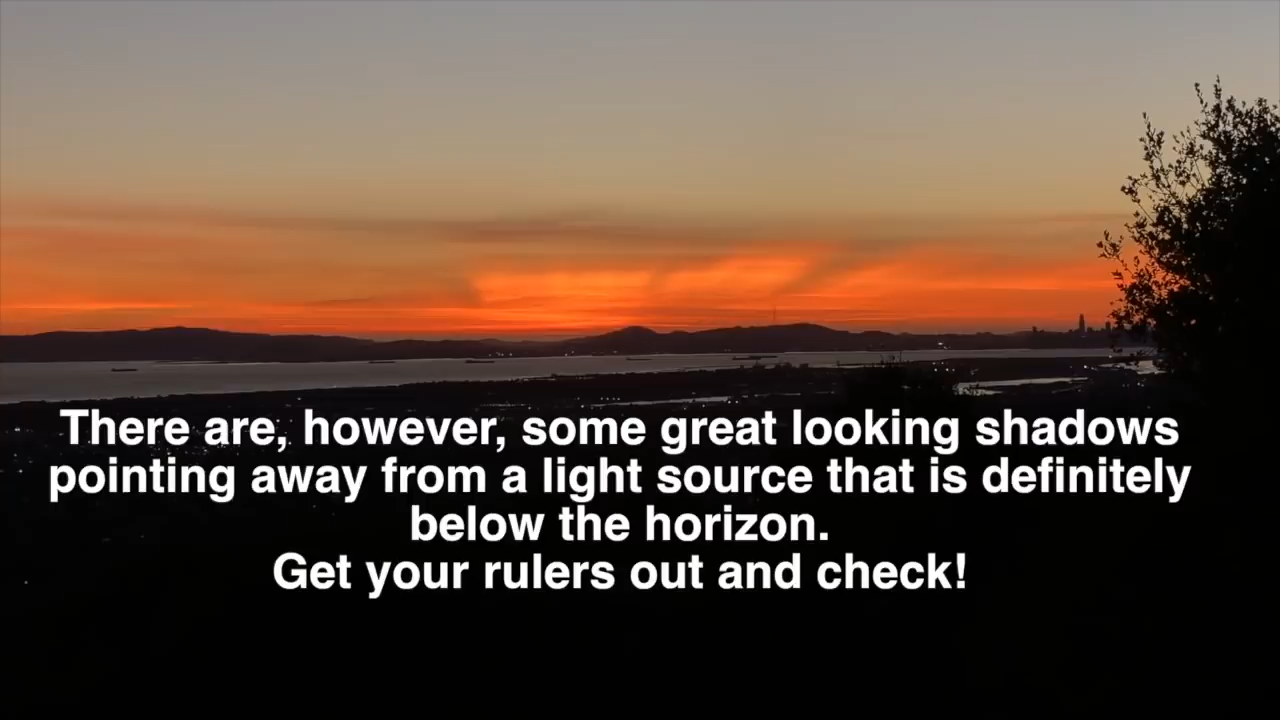 There are, however, some great looking shadows
pointing away from a light source that is definitely
below the horizon.
Get your rulers out and check!